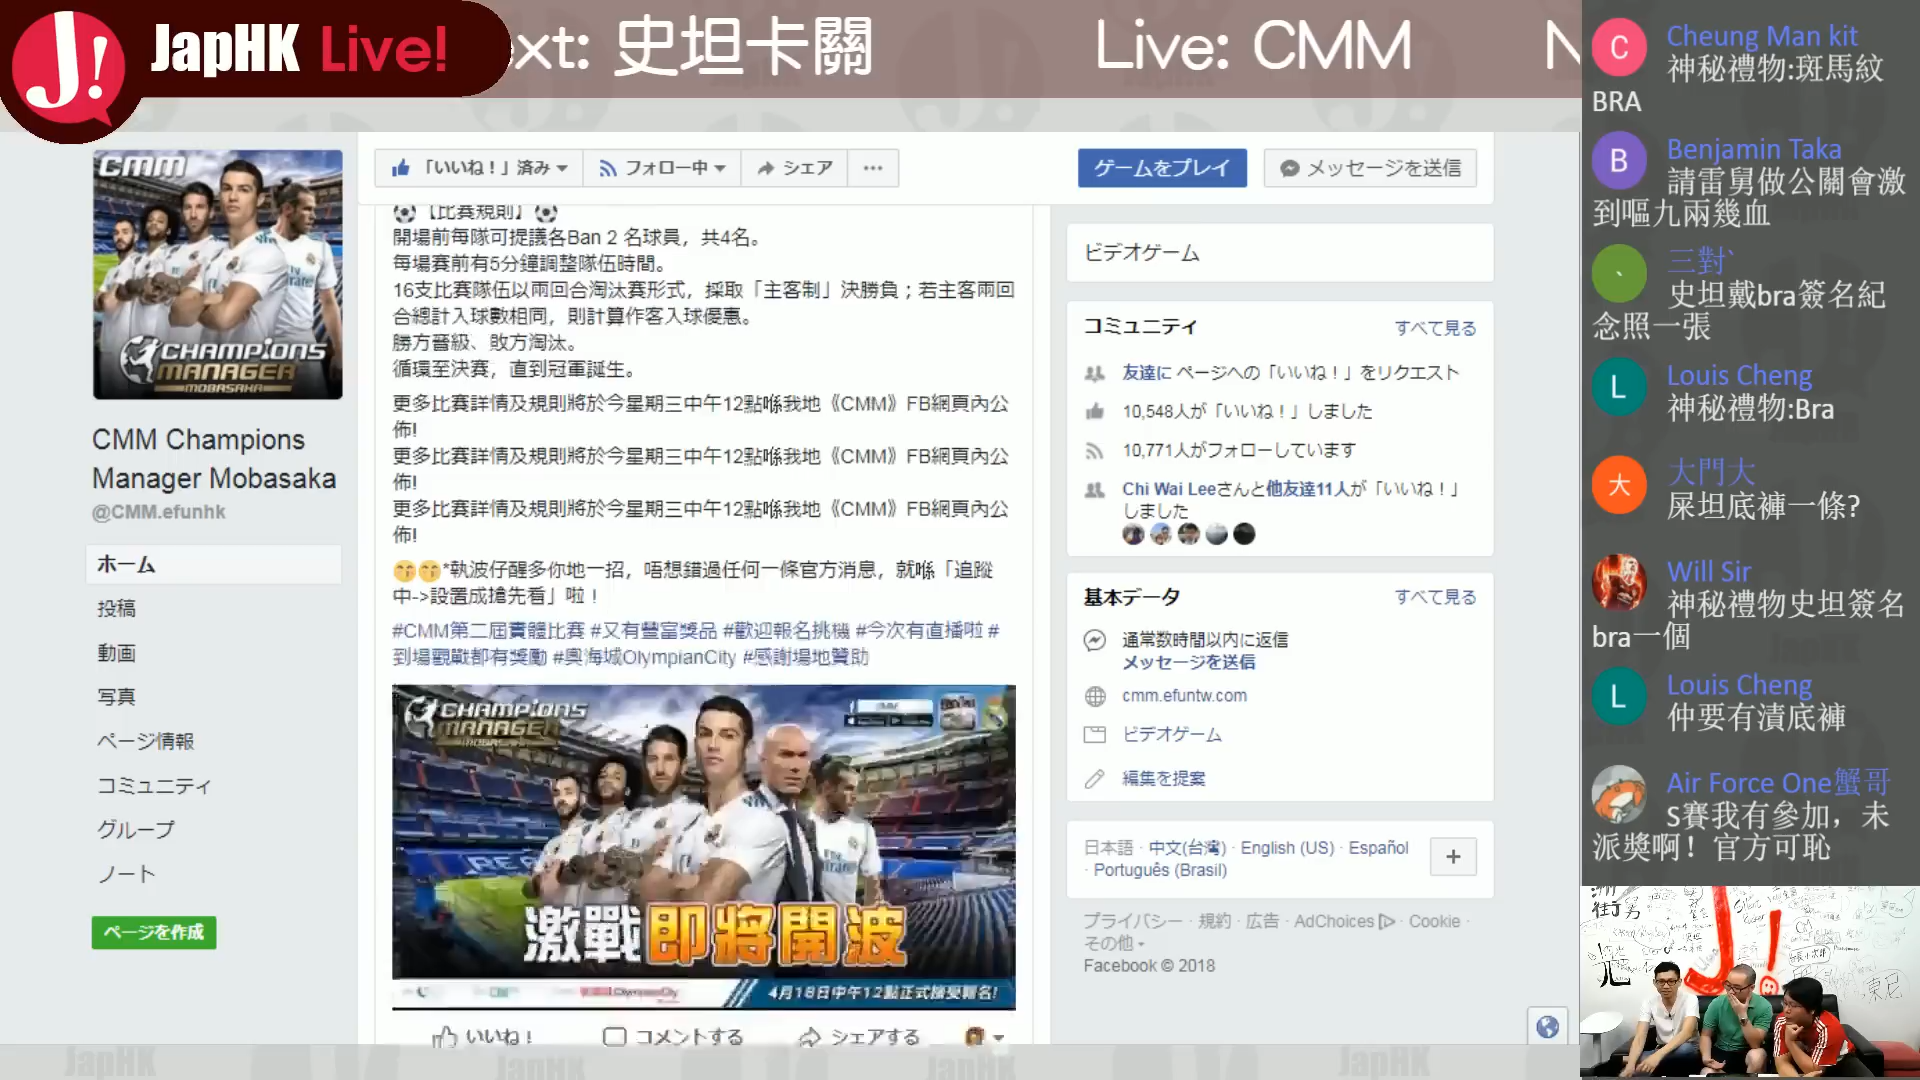 JapHK Live!
ext: 史坦卡關
Live: CMM
N
「いいね！」済み
フォロー中
シェア
ゲームをプレイ
メッセージを送信
CMM
CHAMPIONS
MANAGER
MOBASAKA
CMM Champions
Manager Mobasaka
@CMM.efunhk
ホーム
投稿
動画
写真
ページ情報
コミュニティ
グループ
ノート
ページを作成
【比賽規則】
開場前每隊可提議各Ban 2 名球員，共4名。
每場賽前有5分鐘調整隊伍時間。
16支比賽隊伍以兩回合淘汰賽形式，採取「主客制」決勝負；若主客兩回
合總計入球數相同，則計算作客入球優惠。
勝方晉級、敗方淘汰。
循環至決賽，直到冠軍誕生。
更多比賽詳情及規則將於今星期三中午12點喺我地《CMM》FB網頁內公
佈!
更多比賽詳情及規則將於今星期三中午12點喺我地《CMM》FB網頁內公
佈!
更多比賽詳情及規則將於今星期三中午12點喺我地《CMM》FB網頁內公
佈!
*執波仔醒多你地一招，唔想錯過任何一條官方消息，就喺「追蹤
中->設置成搶先看」啦！
#CMM第二屆實體比賽 #又有豐富獎品 #歡迎報名挑機 #今次有直播啦 #
到場觀戰都有獎勵 #奧海城OlympianCity #感謝場地贊助
CHAMPIONS
MANAGER
MOBASAKA
激戰即將開波
OlympianCity
4月18日中午12點正式接受報名!
いいね！
コメントする
シェアする
ビデオゲーム
コミュニティ
すべて見る
友達に ページへの「いいね！」をリクエスト
10,548人が「いいね！」しました
10,771人がフォローしています
Chi Wai Leeさんと他友達11人が「いいね！」
しました
基本データ
すべて見る
通常数時間以内に返信
メッセージを送信
cmm.efuntw.com
ビデオゲーム
編集を提案
日本語 · 中文(台灣) · English (US) · Español
· Português (Brasil)
プライバシー · 規約 · 広告 · AdChoices · Cookie ·
その他
Facebook © 2018
C
Cheung Man kit
神秘禮物:斑馬紋
BRA
B
Benjamin Taka
請雷舅做公關會激
到嘔九兩幾血
三對`
史坦戴bra簽名紀
念照一張
L
Louis Cheng
神秘禮物:Bra
大
大門大
屎坦底褲一條?
Will Sir
神秘禮物史坦簽名
bra一個
L
Louis Cheng
仲要有漬底褲
Air Force One蟹哥
S賽我有參加，未
派獎啊！官方可恥
J!